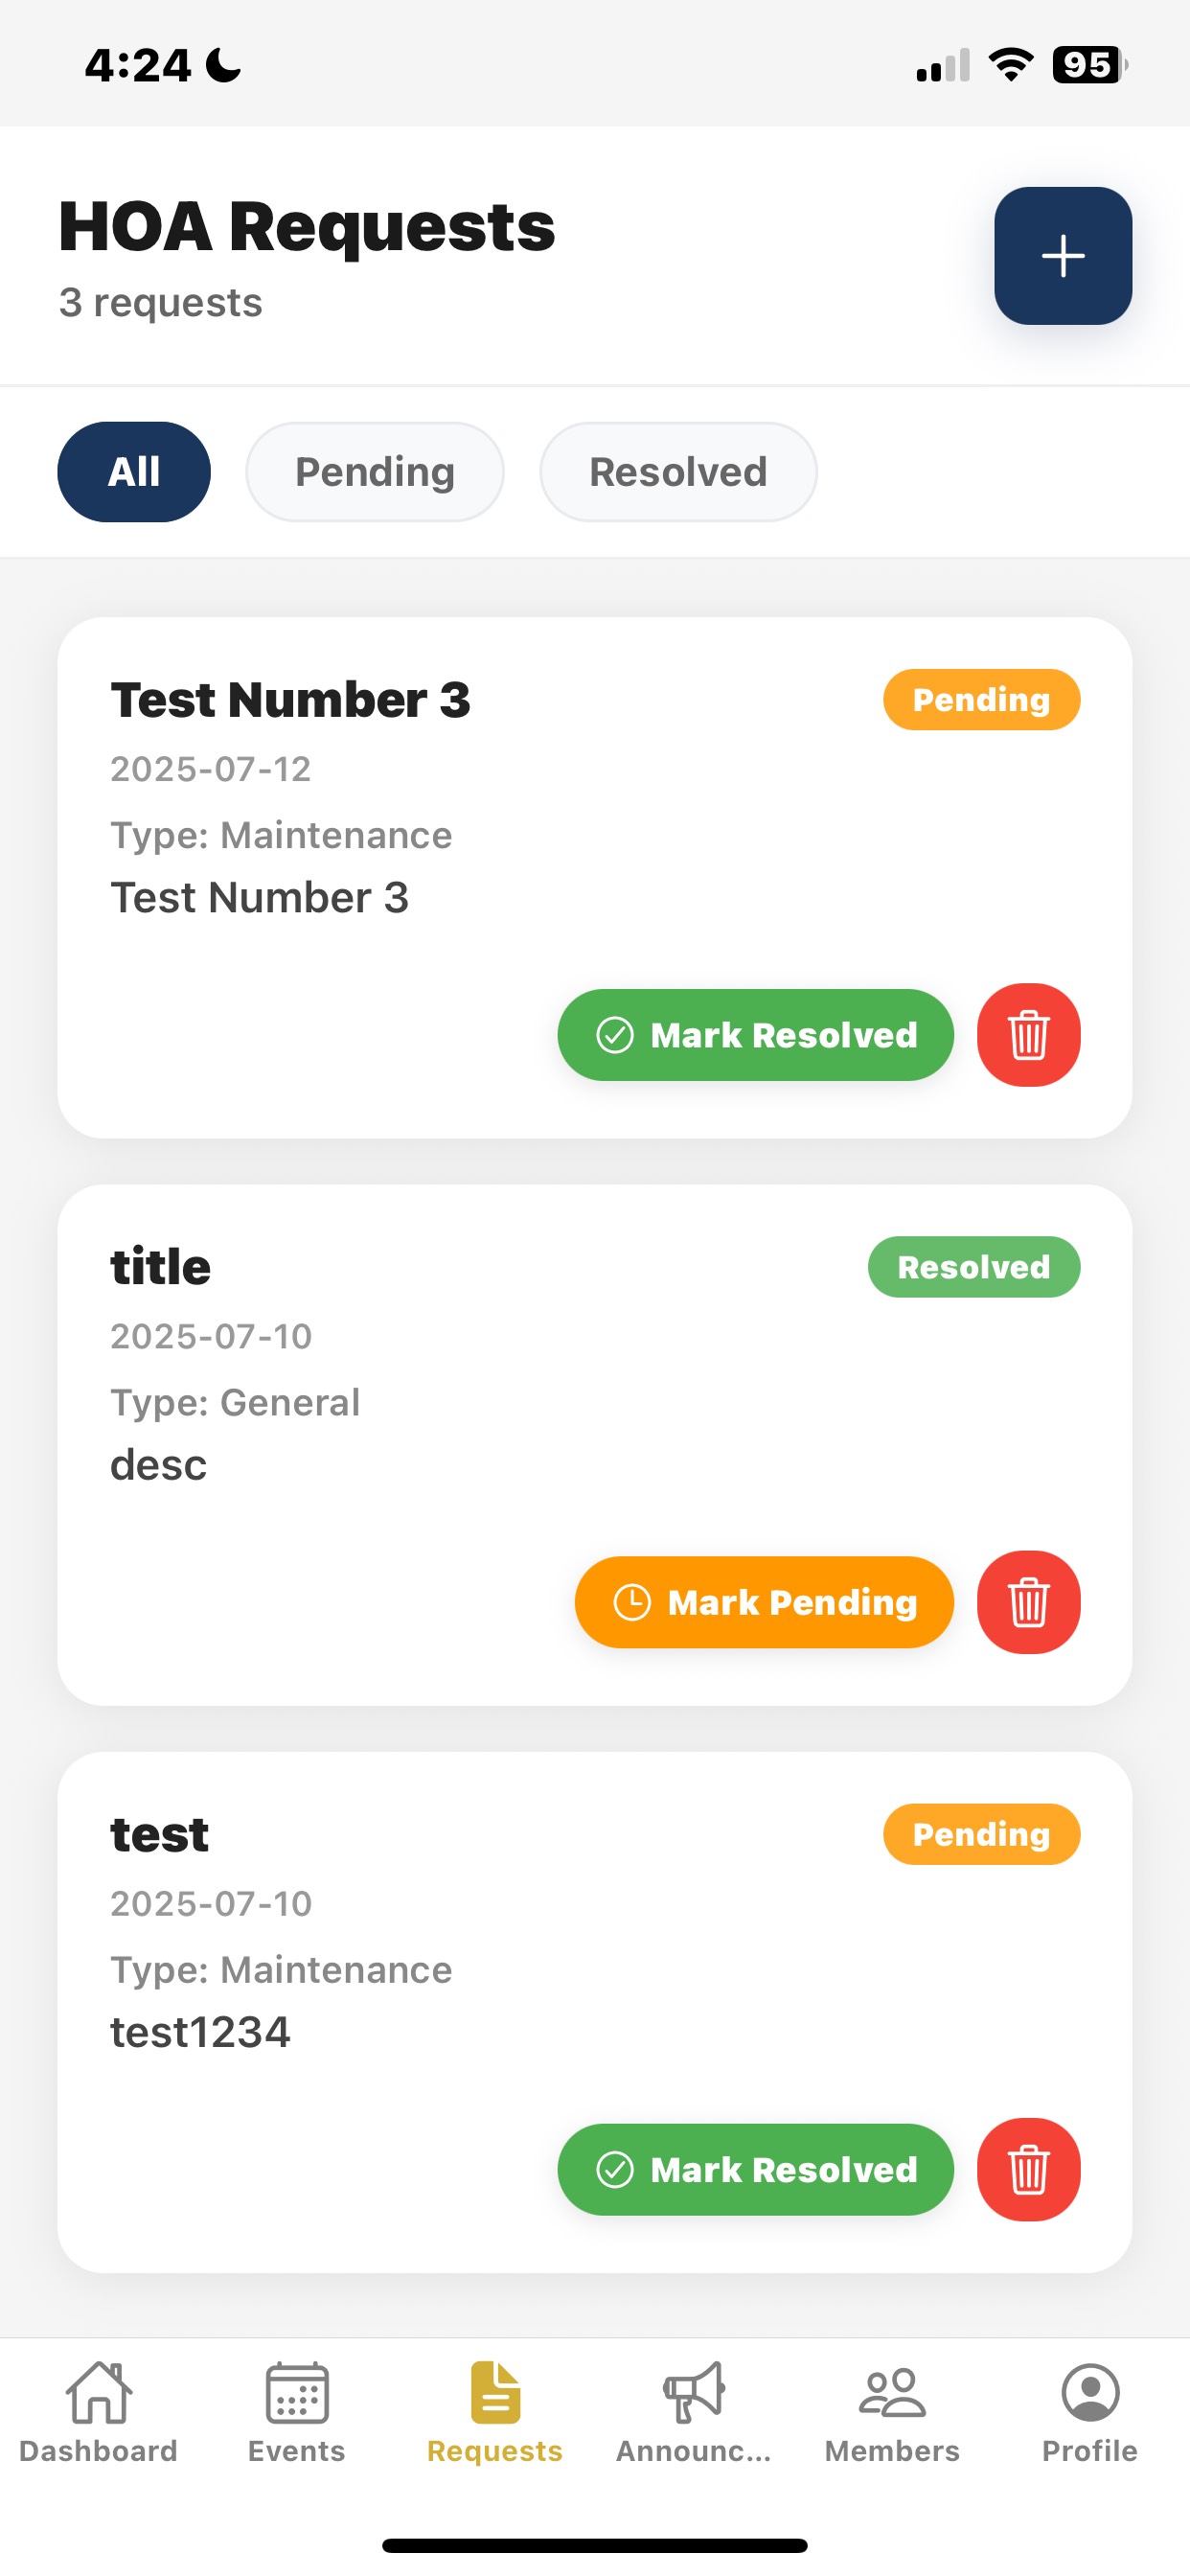 4:24
95
HOA Requests
3 requests
All
Pending
Resolved
Test Number 3
Pending
2025-07-12
Type: Maintenance
Test Number 3
Mark Resolved
title
Resolved
2025-07-10
Type: General
desc
Mark Pending
test
Pending
2025-07-10
Type: Maintenance
test1234
Mark Resolved
Dashboard
Events
Requests
Announc...
Members
Profile